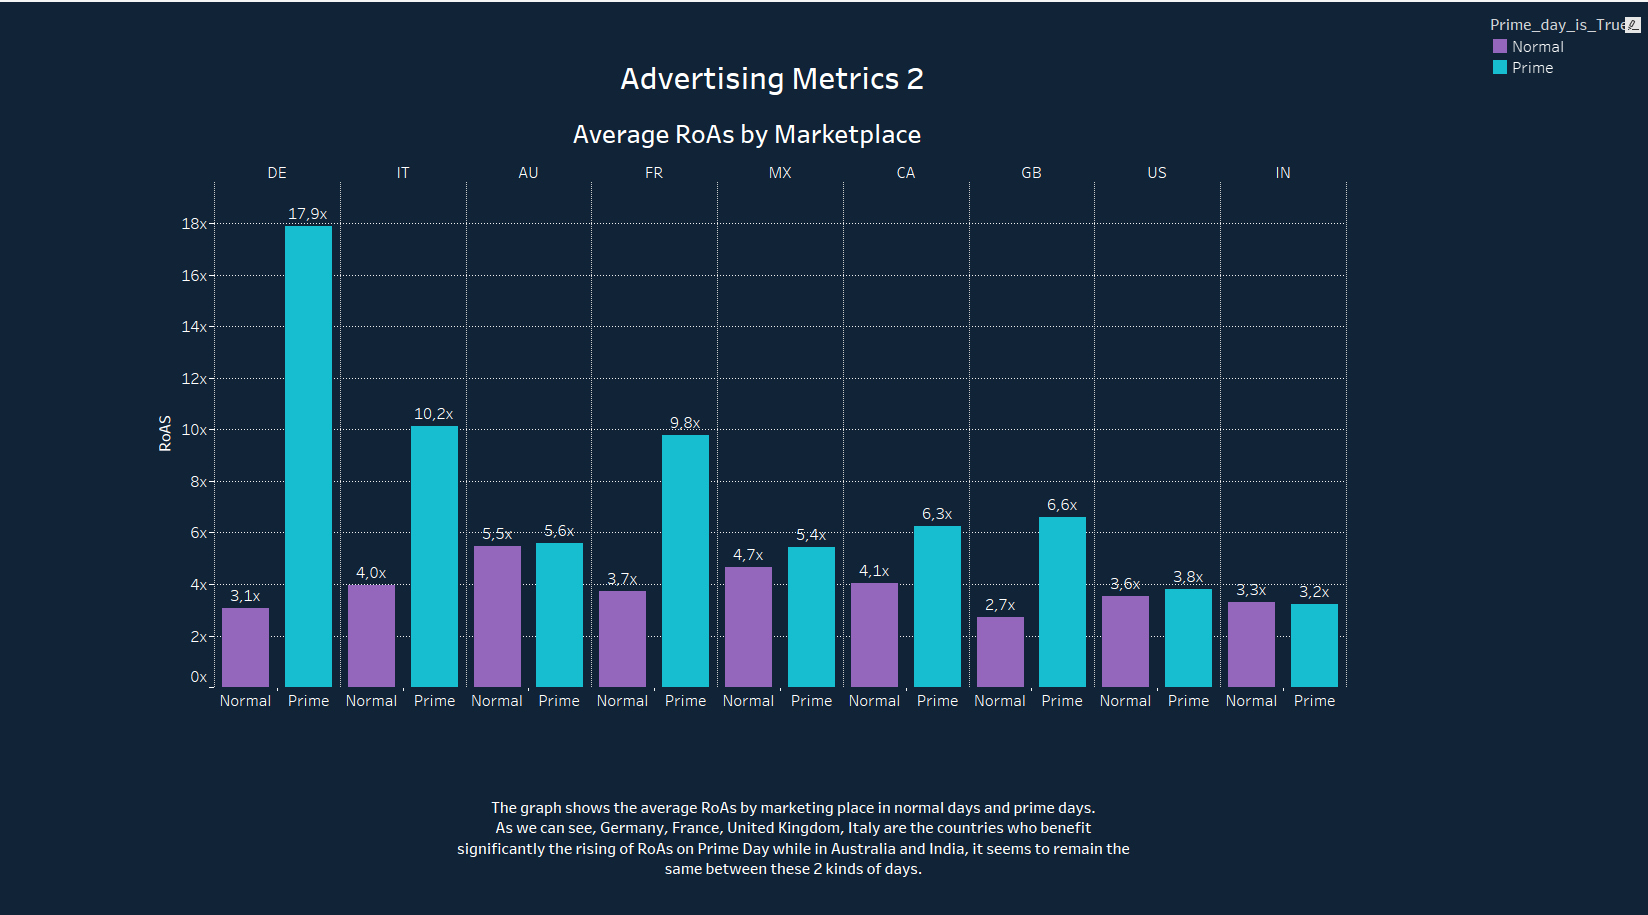 Prime_day_is_True
Normal
Prime
Advertising Metrics 2
Average RoAs by Marketplace
DE IT AU FR MX CA GB US IN
RoAS
18x
16x
14x
12x
10x
8x
6x
4x
2x
0x
3,1x 17,9x 4,0x 10,2x 5,5x 5,6x 3,7x 9,8x 4,7x 5,4x 4,1x 6,3x 2,7x 6,6x 3,6x 3,8x 3,3x 3,2x
Normal Prime Normal Prime Normal Prime Normal Prime Normal Prime Normal Prime Normal Prime Normal Prime Normal Prime
The graph shows the average RoAs by marketing place in normal days and prime days.
As we can see, Germany, France, United Kingdom, Italy are the countries who benefit
significantly the rising of RoAs on Prime Day while in Australia and India, it seems to remain the
same between these 2 kinds of days.